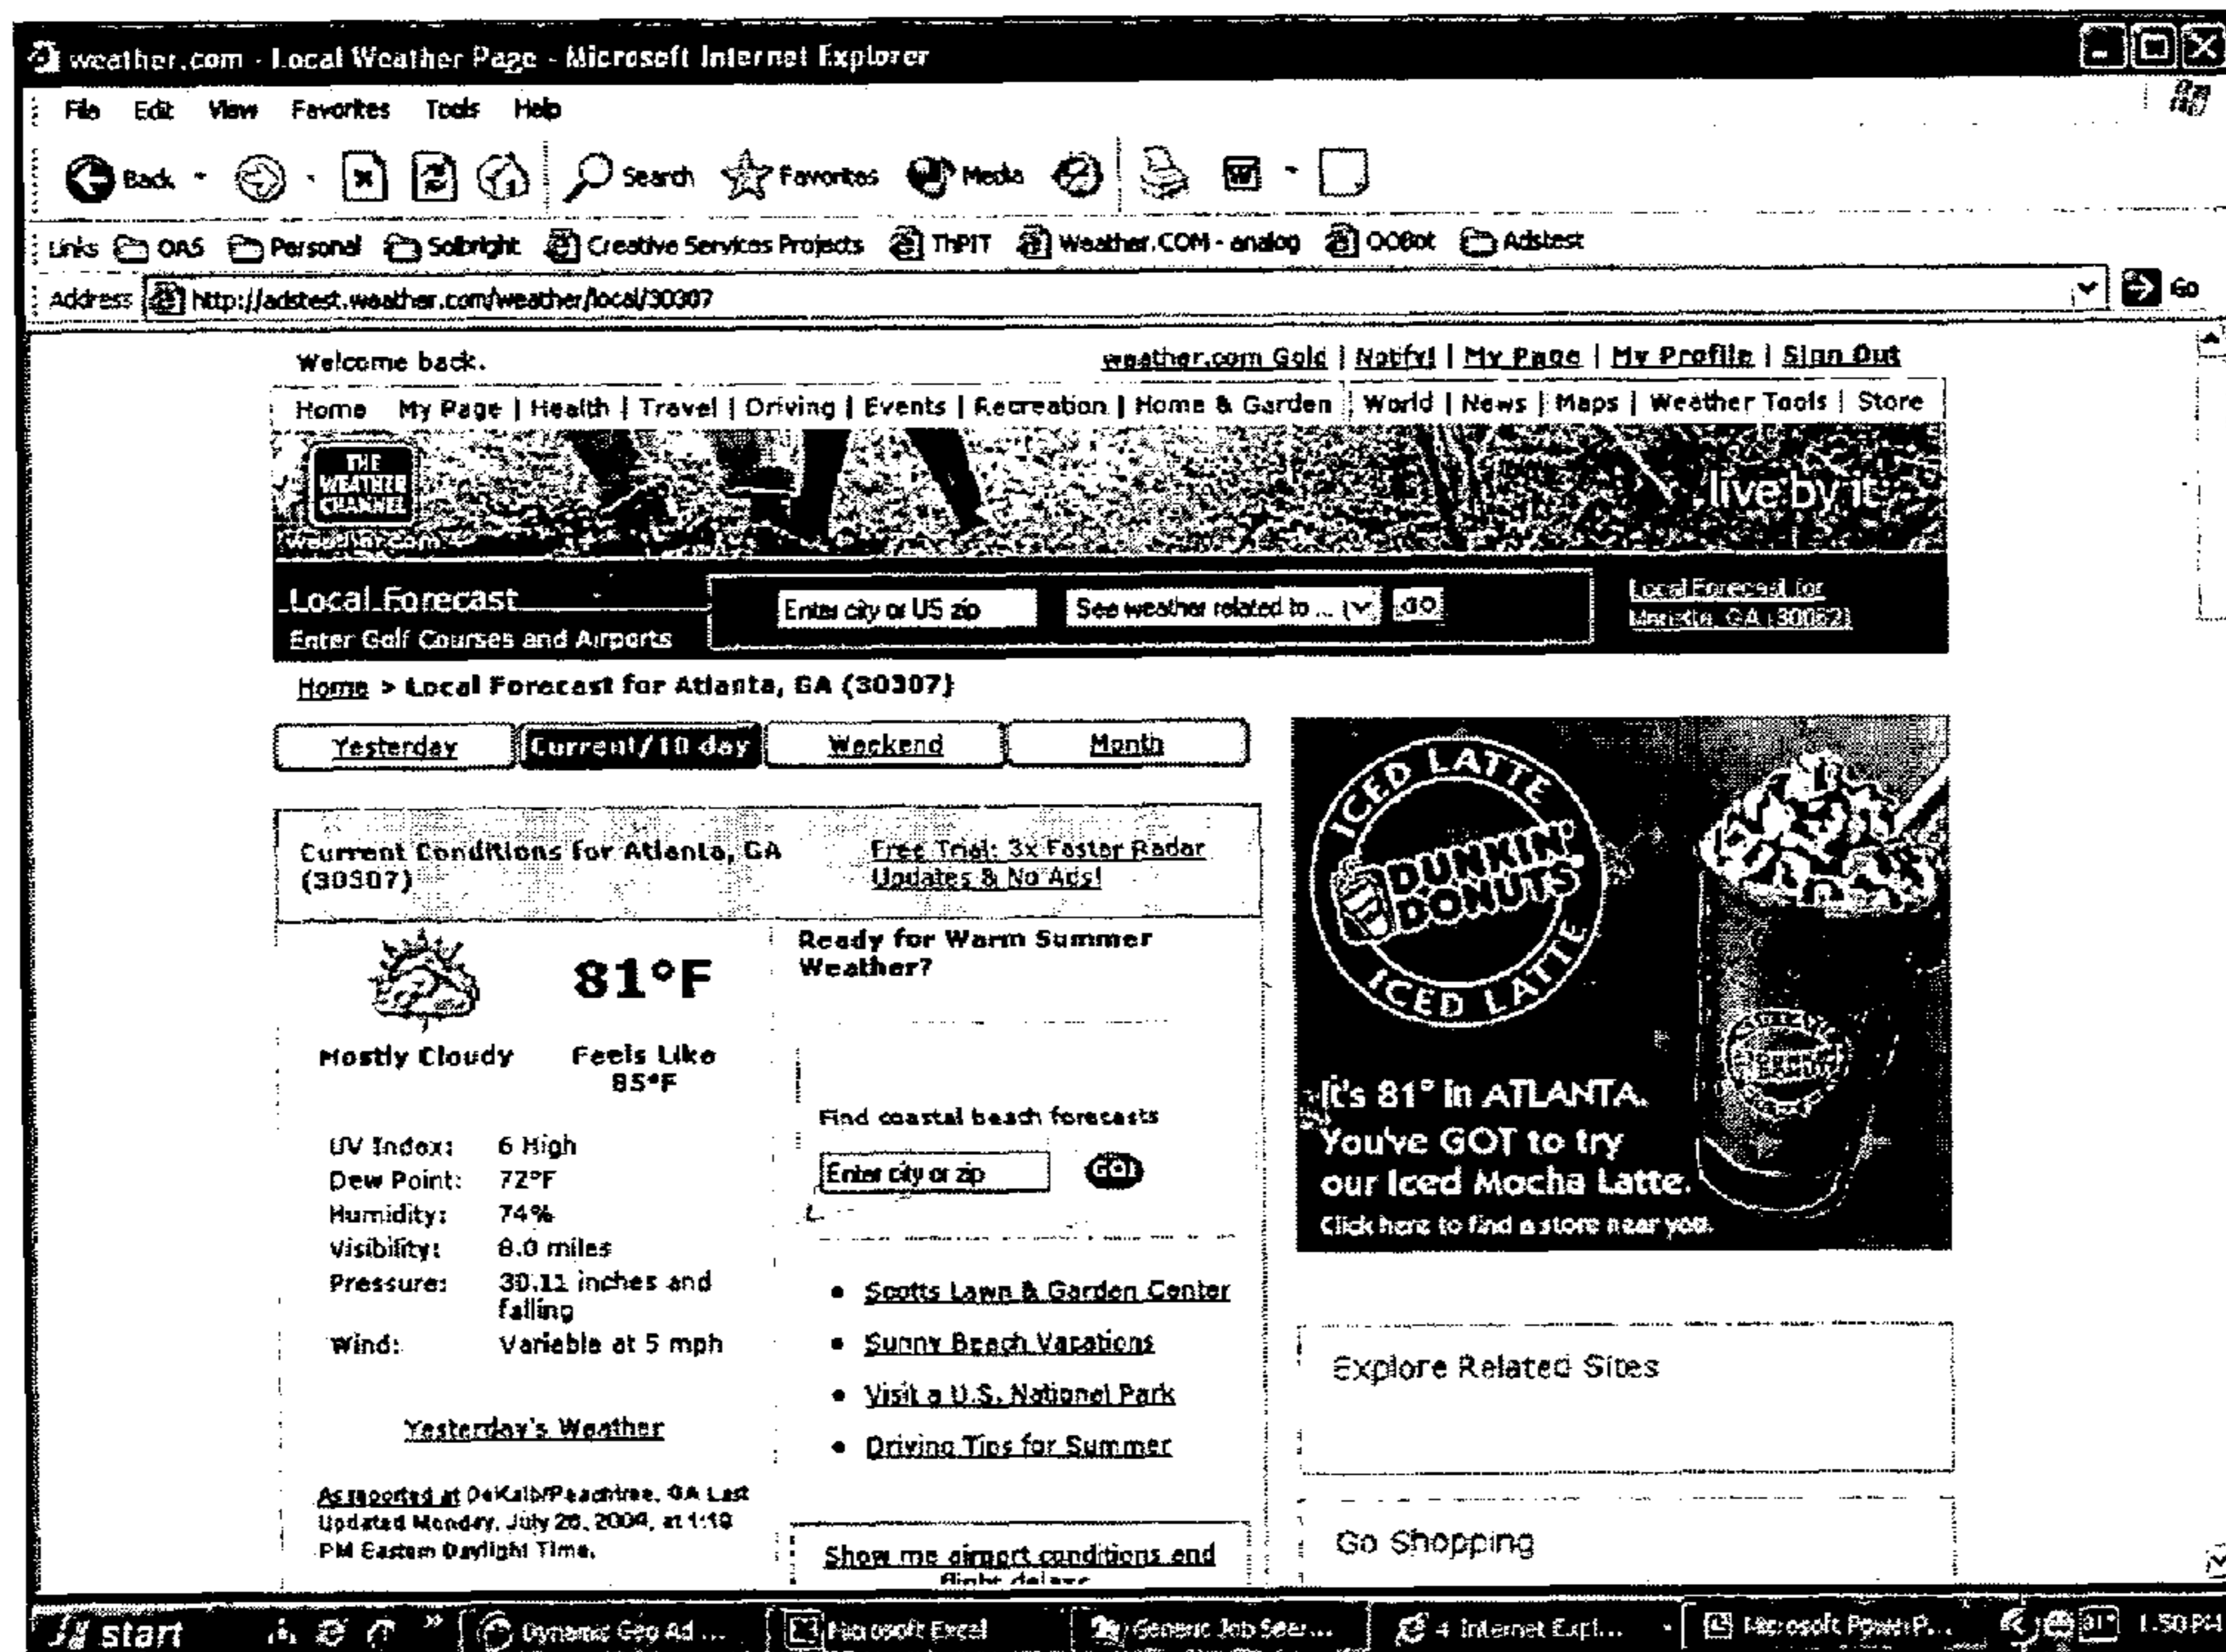 weather.com - Local Weather Page - Microsoft Internet Explorer
File Edit View Favorites Tools Help
Back Search Favorites Media
Links OAS Personal Solbright Creative Services Projects ThPIT Weather.COM - analog OOBot Adstest
Address http://adstest.weather.com/weather/local/30307 Go
Welcome back. weather.com Gold | Notify! | My Page | My Profile | Sign Out
Home My Page | Health | Travel | Driving | Events | Recreation | Home & Garden | World | News | Maps | Weather Tools | Store
THE
WEATHER
CHANNEL
weather.com
live by it
Local Forecast
Enter Golf Courses and Airports
Enter city or US zip See weather related to ... GO
Local Forecast for
Marietta, GA (30062)
Home > Local Forecast for Atlanta, GA (30307)
Yesterday Current/10 day Weekend Month
Current Conditions for Atlanta, GA
(30307)
Free Trial: 3x Faster Radar
Updates & No Ads!
81°F
Mostly Cloudy Feels Like
85°F
UV Index: 6 High
Dew Point: 72°F
Humidity: 74%
Visibility: 8.0 miles
Pressure: 30.11 inches and
falling
Wind: Variable at 5 mph
Yesterday's Weather
As reported at DeKalb/Peachtree, GA Last
Updated Monday, July 26, 2004, at 1:18
PM Eastern Daylight Time.
Ready for Warm Summer
Weather?
Find coastal beach forecasts
Enter city or zip GO!
• Scotts Lawn & Garden Center
• Sunny Beach Vacations
• Visit a U.S. National Park
• Driving Tips for Summer
Show me airport conditions and
flight delays
ICED LATTE
DUNKIN'
DONUTS
ICED LATTE
It's 81° in ATLANTA.
You've GOT to try
our Iced Mocha Latte.
Click here to find a store near you.
Explore Related Sites
Go Shopping
start Dynamic Geo Ad ... Microsoft Excel Generic Job Sear... 4 Internet Expl... Microsoft PowerP... 81° 1:50 PM